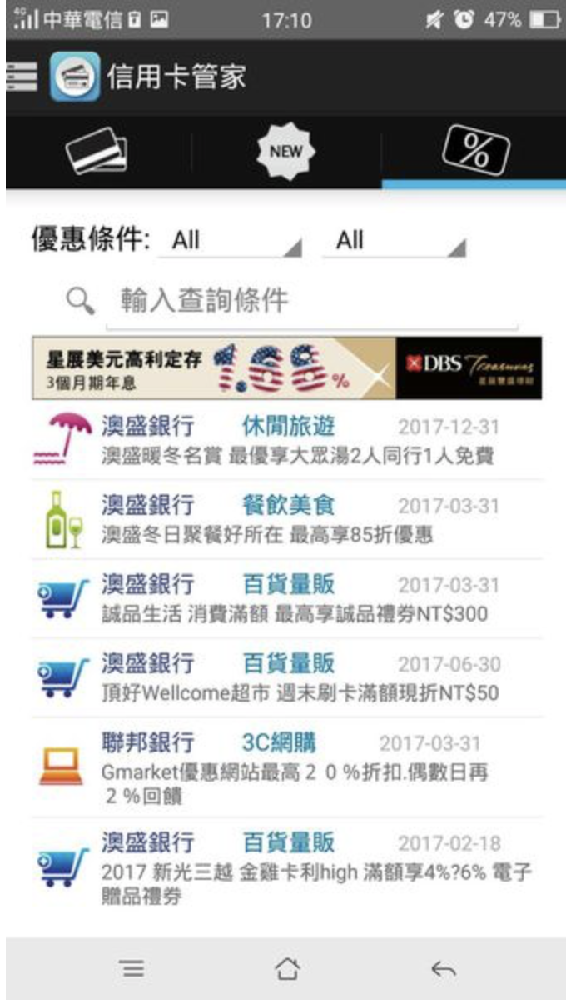 4G 中華電信 17:10 47%
信用卡管家
NEW %
優惠條件: All All
輸入查詢條件
星展美元高利定存 1.68%
3個月期年息
DBS Treasures
星展豐盛理財
澳盛銀行 休閒旅遊 2017-12-31
澳盛暖冬名賞 最優享大眾湯2人同行1人免費
澳盛銀行 餐飲美食 2017-03-31
澳盛冬日聚餐好所在 最高享85折優惠
澳盛銀行 百貨量販 2017-03-31
誠品生活 消費滿額 最高享誠品禮券NT$300
澳盛銀行 百貨量販 2017-06-30
頂好Wellcome超市 週末刷卡滿額現折NT$50
聯邦銀行 3C網購 2017-03-31
Gmarket優惠網站最高２０%折扣.偶數日再
２%回饋
澳盛銀行 百貨量販 2017-02-18
2017 新光三越 金雞卡利high 滿額享4%?6% 電子
贈品禮券